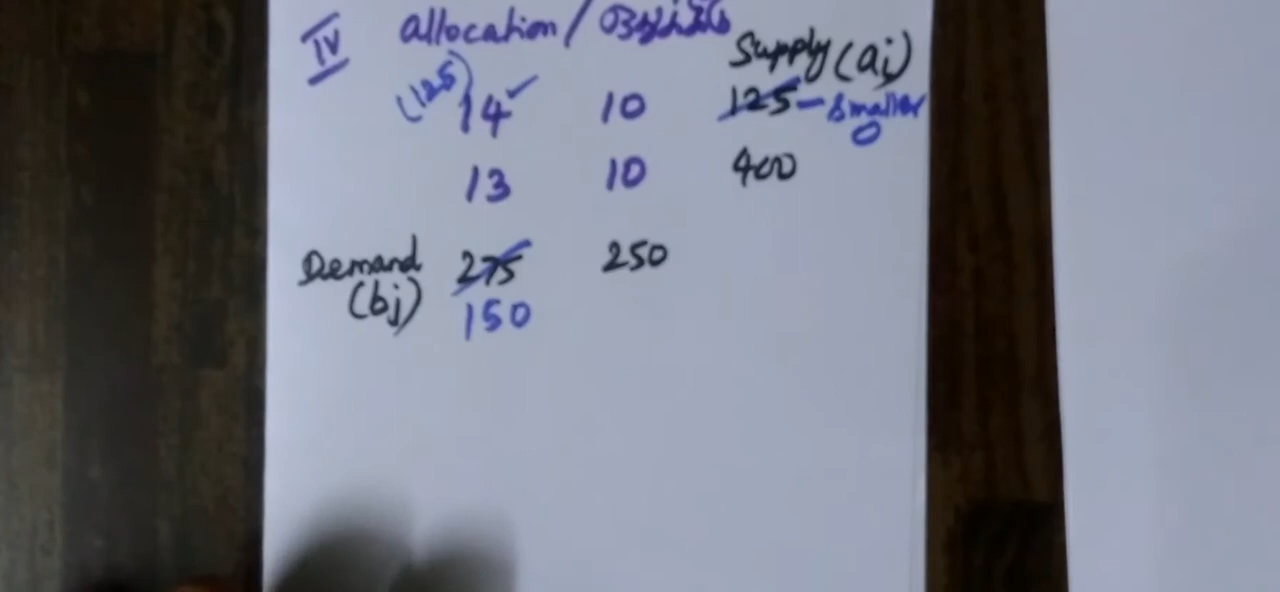 IV allocation /
Supply (ai)
(125) 14 ✓ 10 125 - Smaller
0
13 10 400
Demand 275 250
(bj) 150